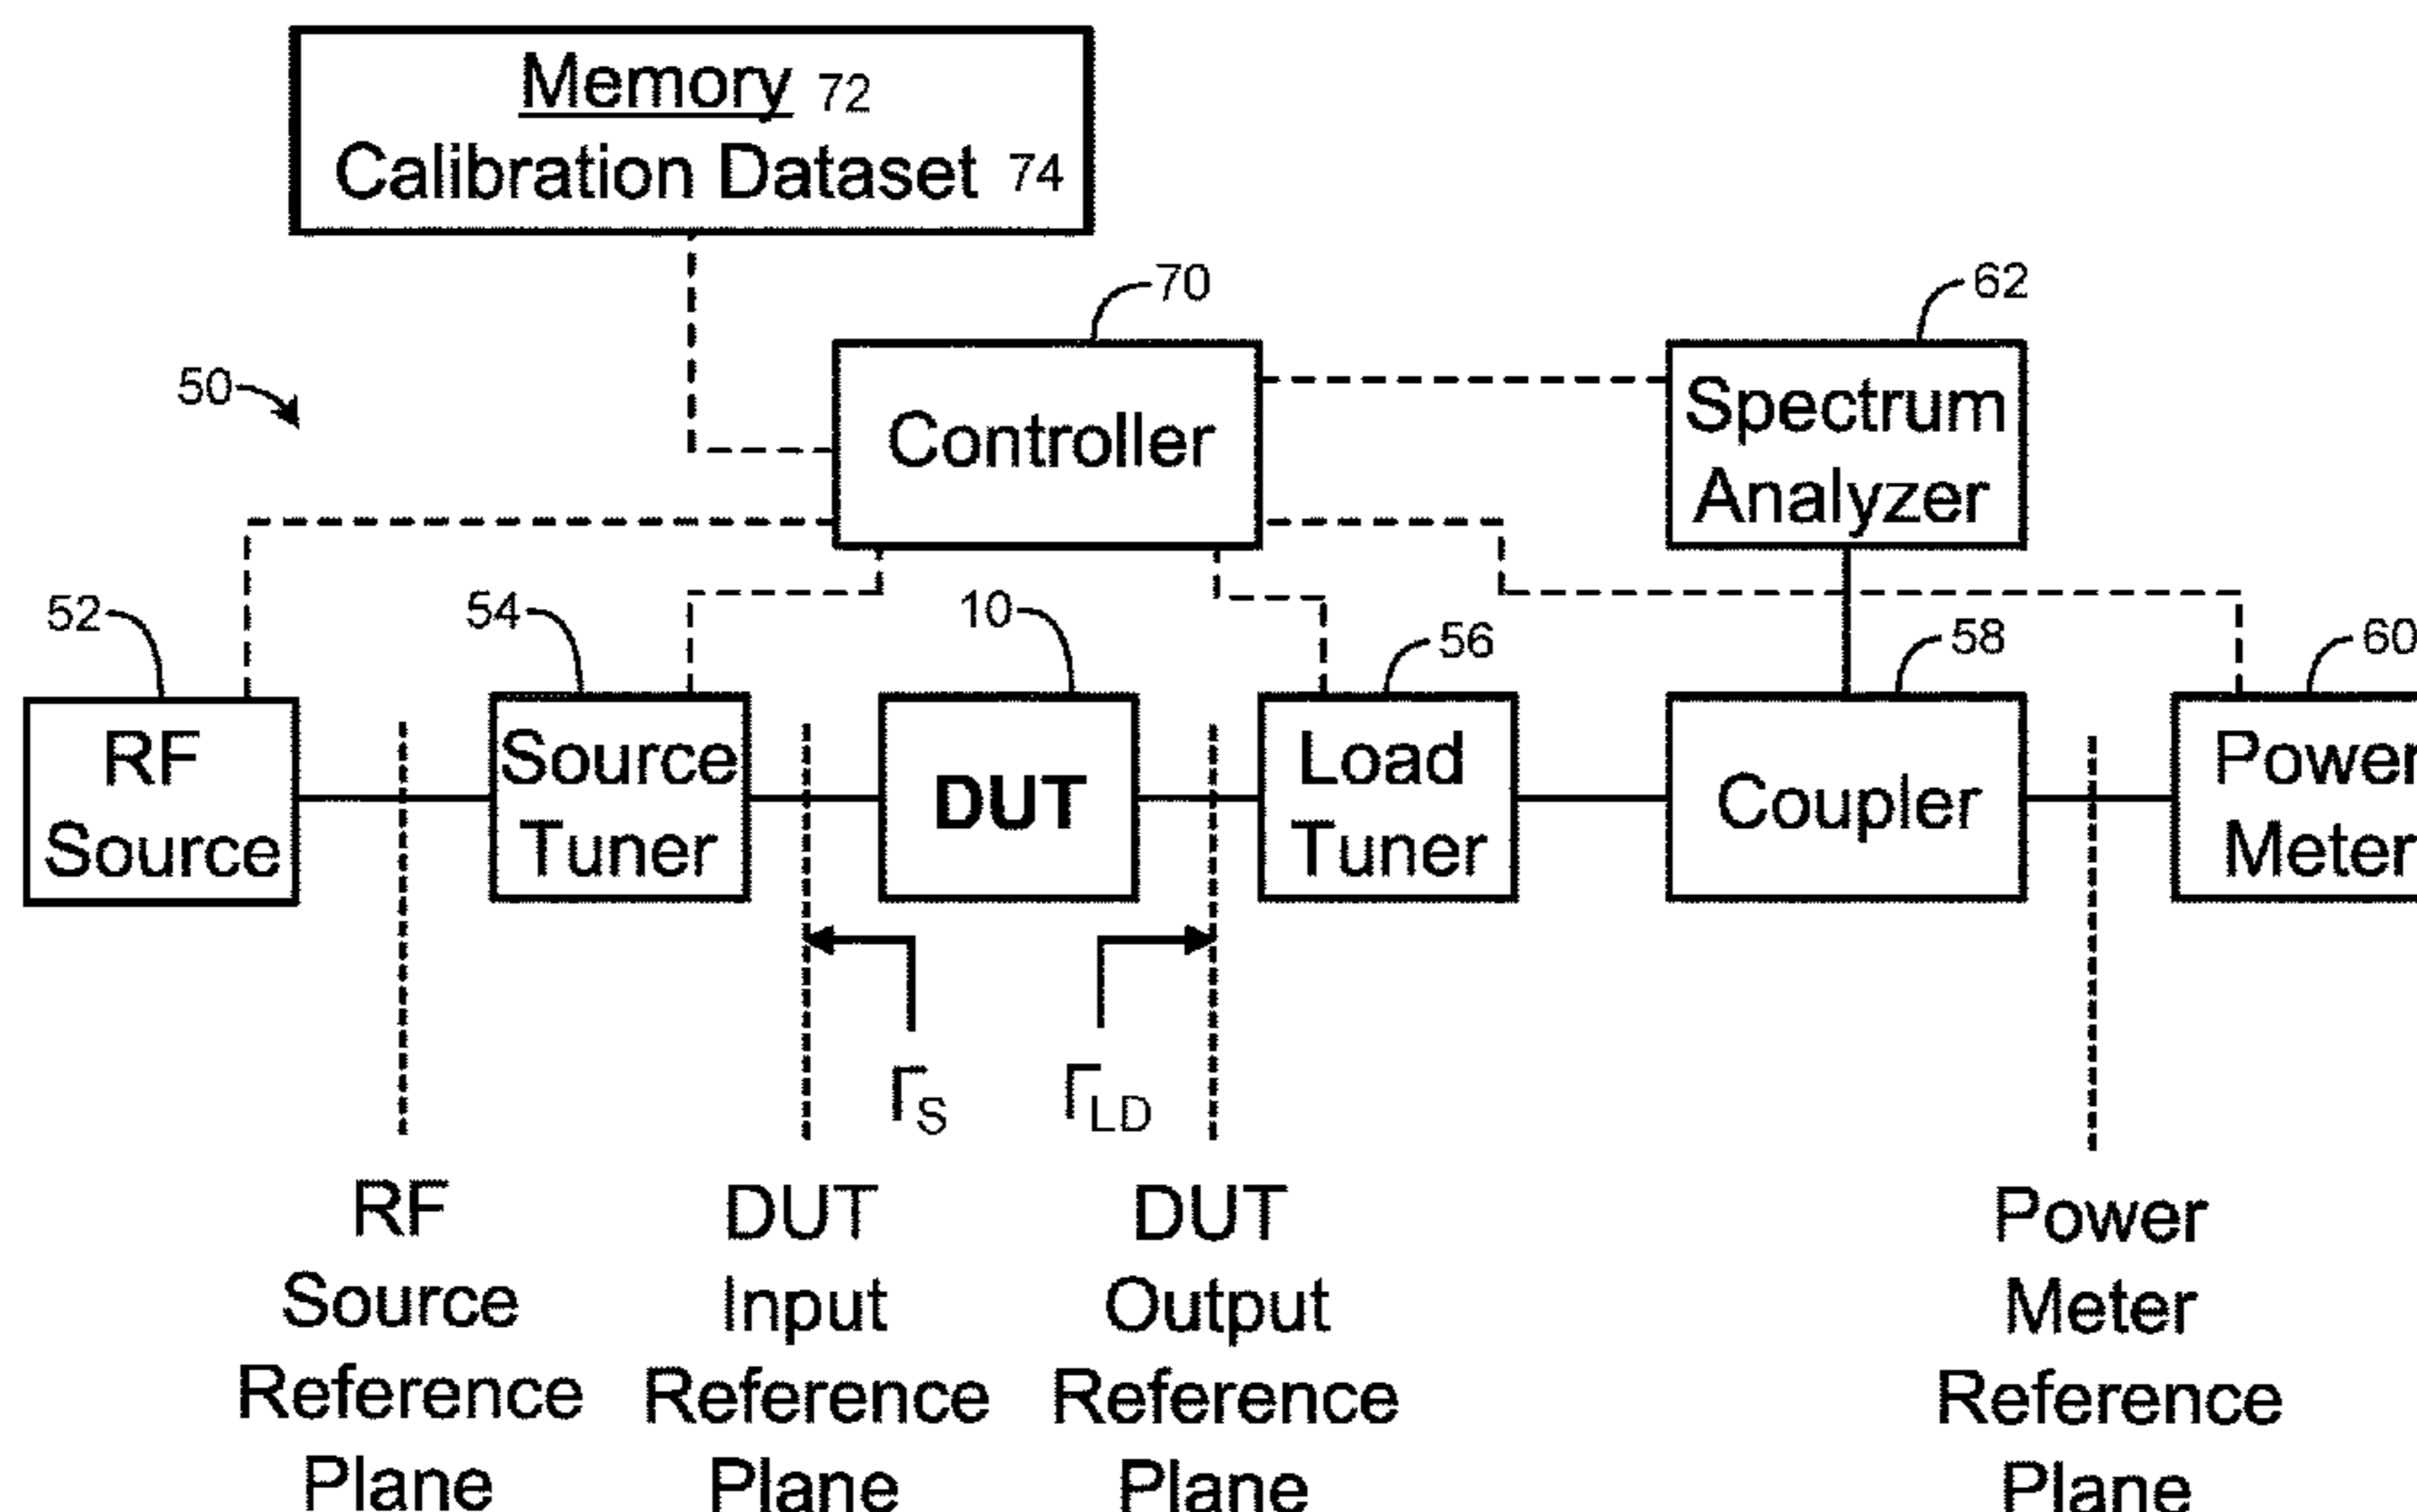 Memory 72
Calibration Dataset 74
70
62
50
Controller
Spectrum
Analyzer
52
54
10
56
58
60
RF
Source
Source
Tuner
DUT
Load
Tuner
Coupler
Power
Meter
ΓS
ΓLD
RF
Source
Reference
Plane
DUT
Input
Reference
Plane
DUT
Output
Reference
Plane
Power
Meter
Reference
Plane